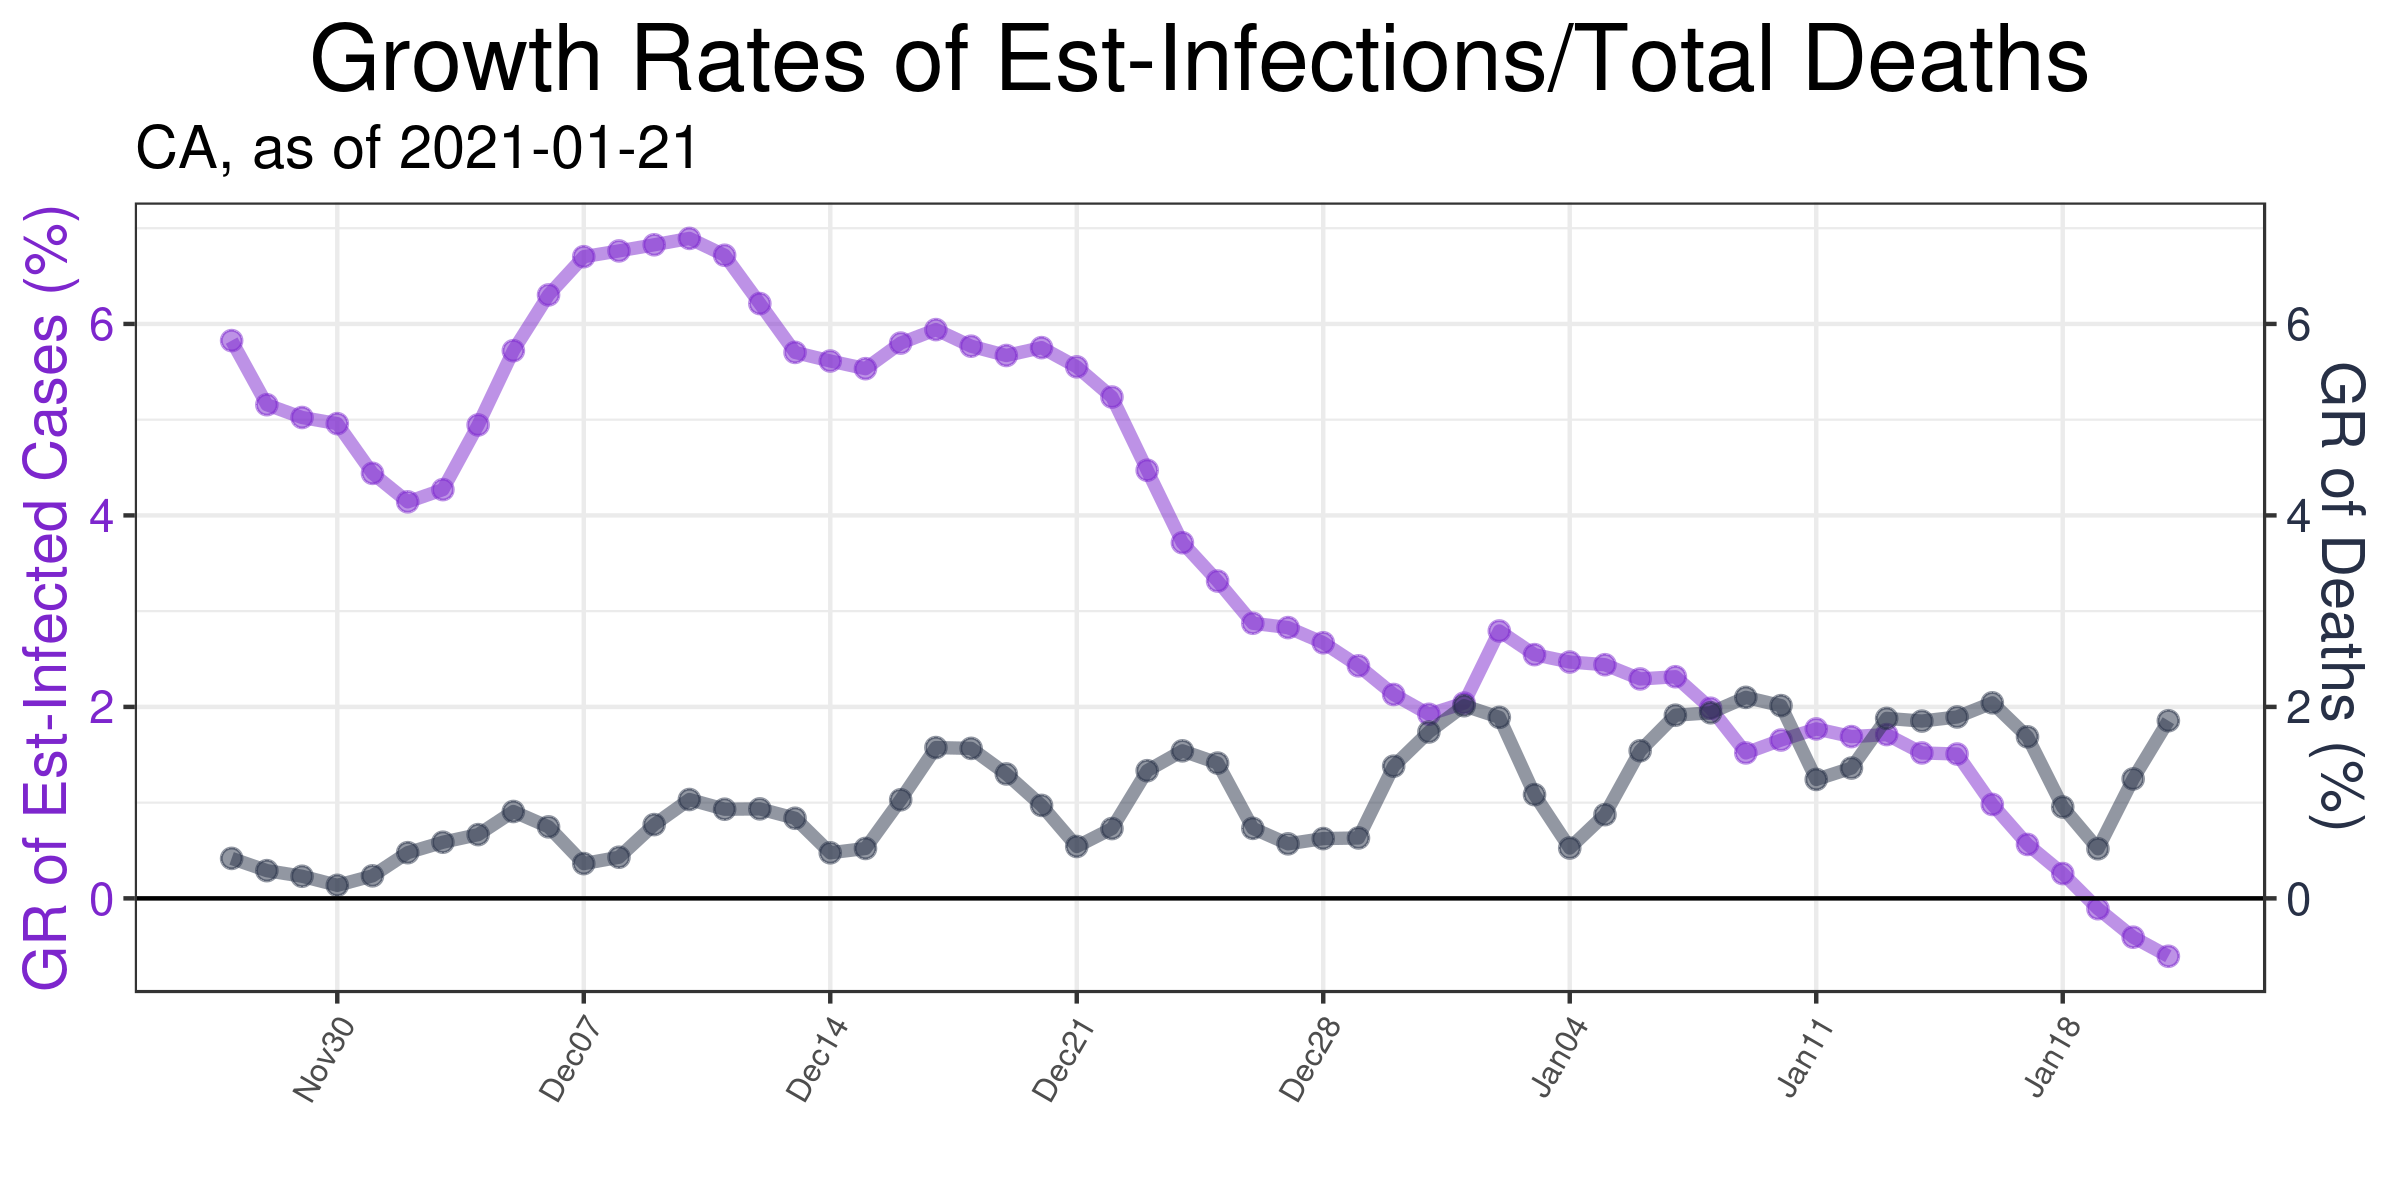 Growth Rates of Est-Infections/Total Deaths
CA, as of 2021-01-21
GR of Est-Infected Cases (%)
6
4
2
0
6
4
2
0
GR of Deaths (%)
Nov30
Dec07
Dec14
Dec21
Dec28
Jan04
Jan11
Jan18